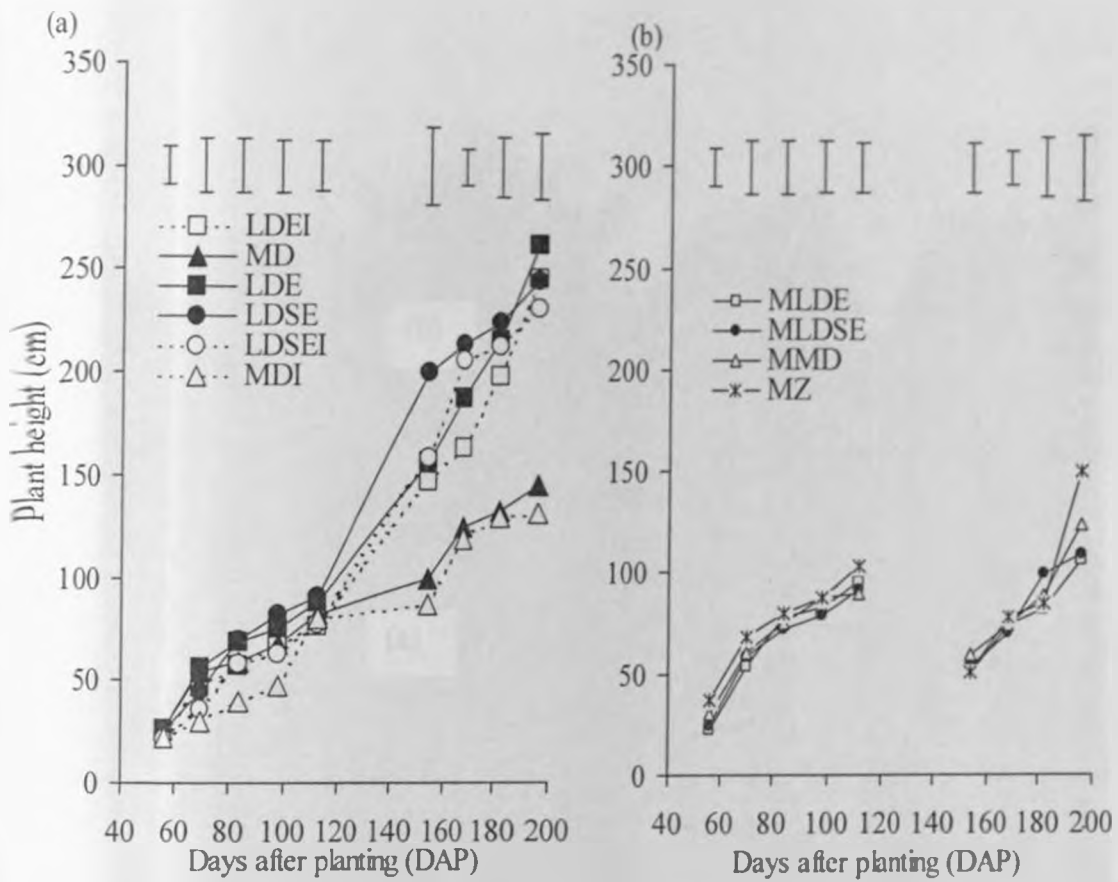 (a)
350
300
250
200
150
100
50
0
Plant height (cm)
LDEI
MD
LDE
LDSE
LDSEI
MDI
40 60 80 100 120 140 160 180 200
Days after planting (DAP)
(b)
350
300
250
200
150
100
50
0
MLDE
MLDSE
MMD
MZ
40 60 80 100 120 140 160 180 200
Days after planting (DAP)